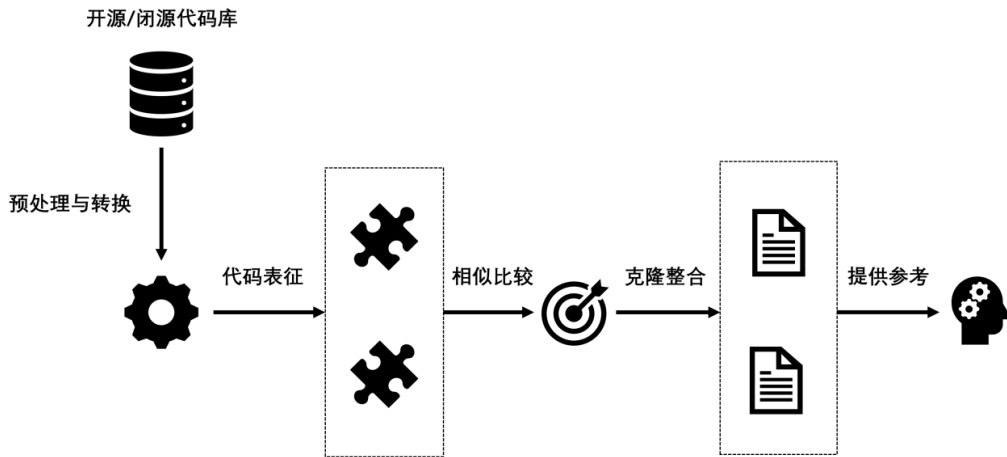 开源/闭源代码库
预处理与转换
代码表征
相似比较
克隆整合
提供参考